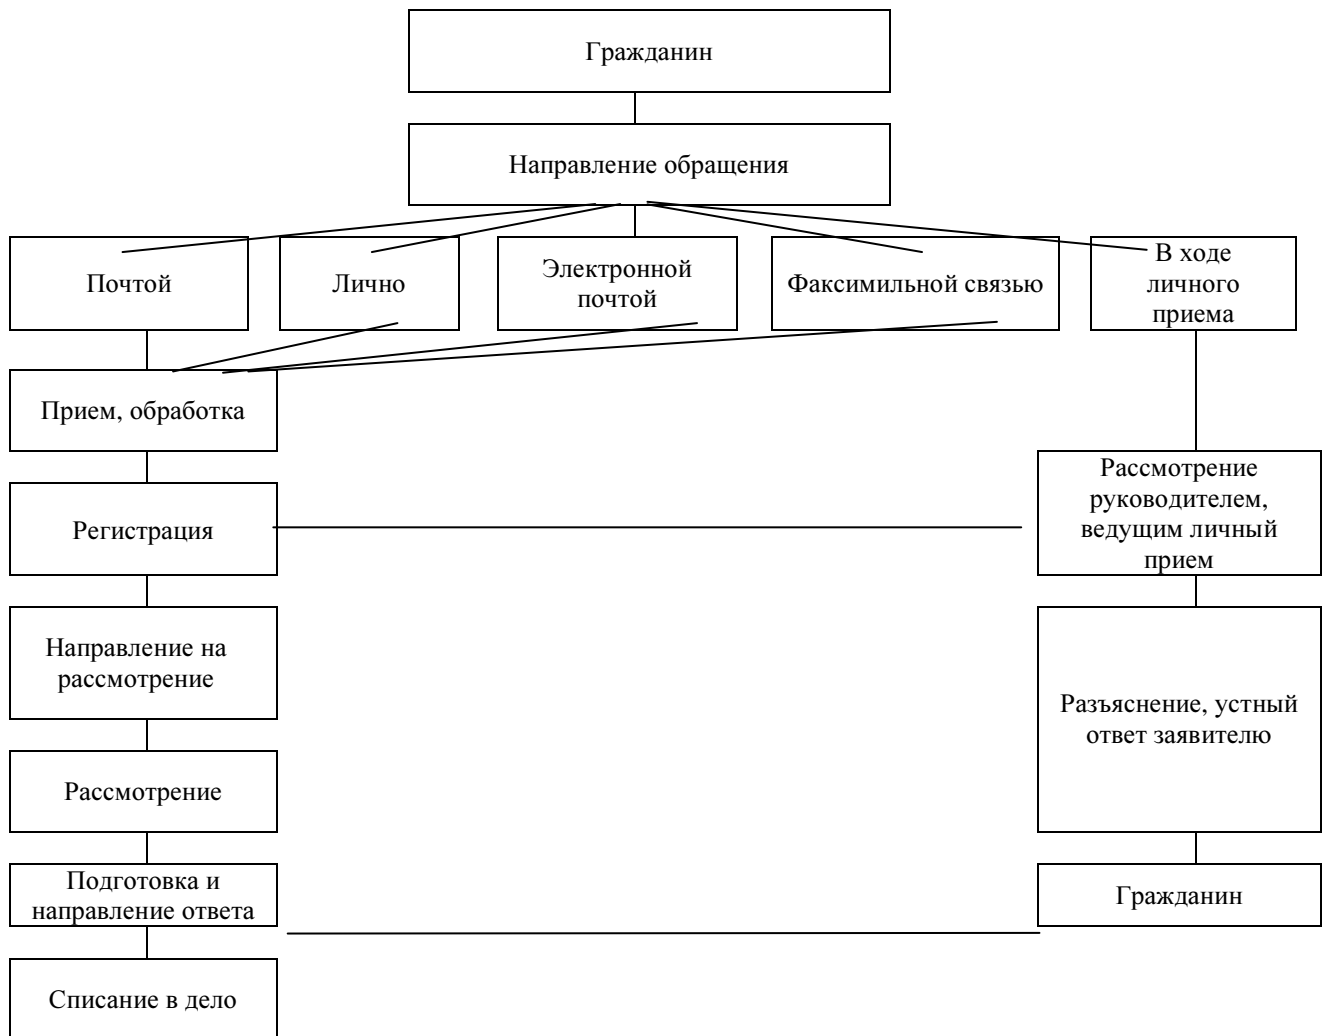 Гражданин
Направление обращения
Почтой
Лично
Электронной
почтой
Факсимильной связью
В ходе
личного
приема
Прием, обработка
Регистрация
Рассмотрение
руководителем,
ведущим личный
прием
Направление на
рассмотрение
Разъяснение, устный
ответ заявителю
Рассмотрение
Подготовка и
направление ответа
Гражданин
Списание в дело